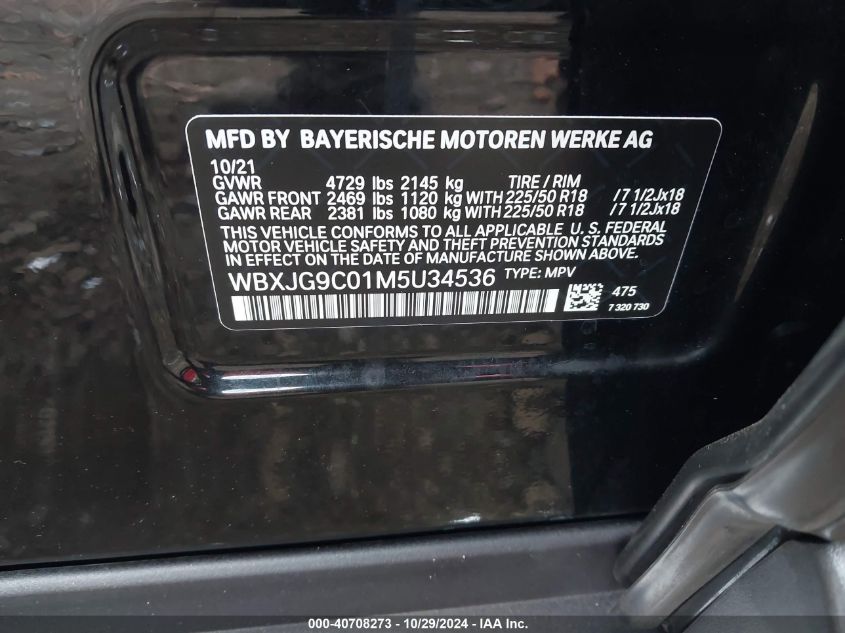 MFD BY BAYERISCHE MOTOREN WERKE AG
10/21
GVWR 4729 lbs 2145 kg TIRE / RIM
GAWR FRONT 2469 lbs 1120 kg WITH 225/50 R18 /7 1/2Jx18
GAWR REAR 2381 lbs 1080 kg WITH 225/50 R18 /7 1/2Jx18
THIS VEHICLE CONFORMS TO ALL APPLICABLE U. S. FEDERAL
MOTOR VEHICLE SAFETY AND THEFT PREVENTION STANDARDS
IN EFFECT ON THE DATE OF MANUFACTURE SHOWN ABOVE.
WBXJG9C01M5U34536 TYPE: MPV
475
7 320 730
000-40708273 - 10/29/2024 - IAA Inc.